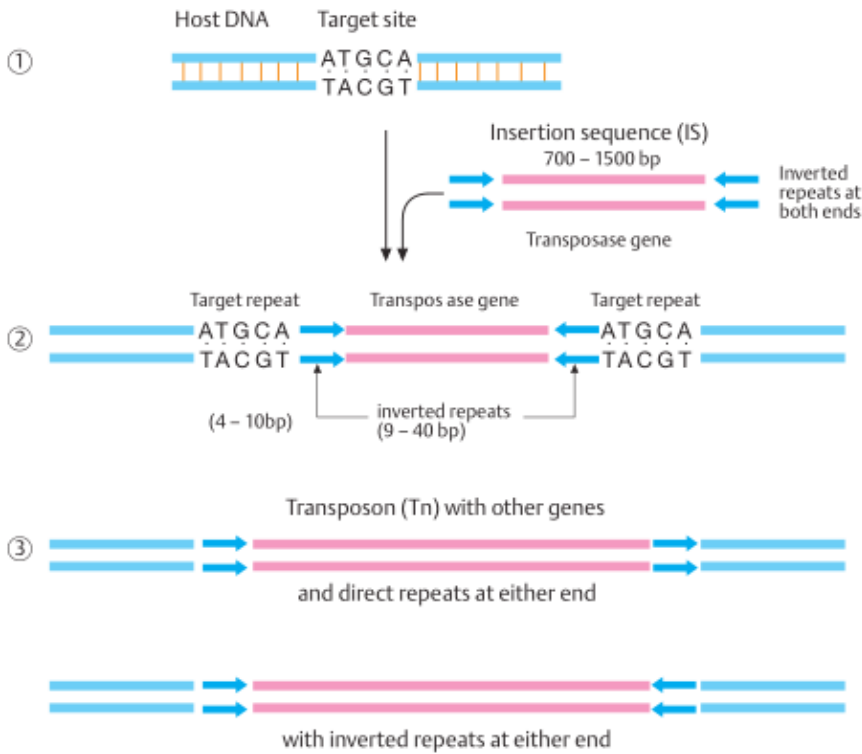 Host DNA Target site
①
ATGCA
TACGT
Insertion sequence (IS)
700 – 1500 bp
Inverted
repeats at
both ends
Transposase gene
②
Target repeat Transpos ase gene Target repeat
ATGCA ATGCA
TACGT TACGT
(4 – 10bp)
inverted repeats
(9 – 40 bp)
Transposon (Tn) with other genes
③
and direct repeats at either end
with inverted repeats at either end